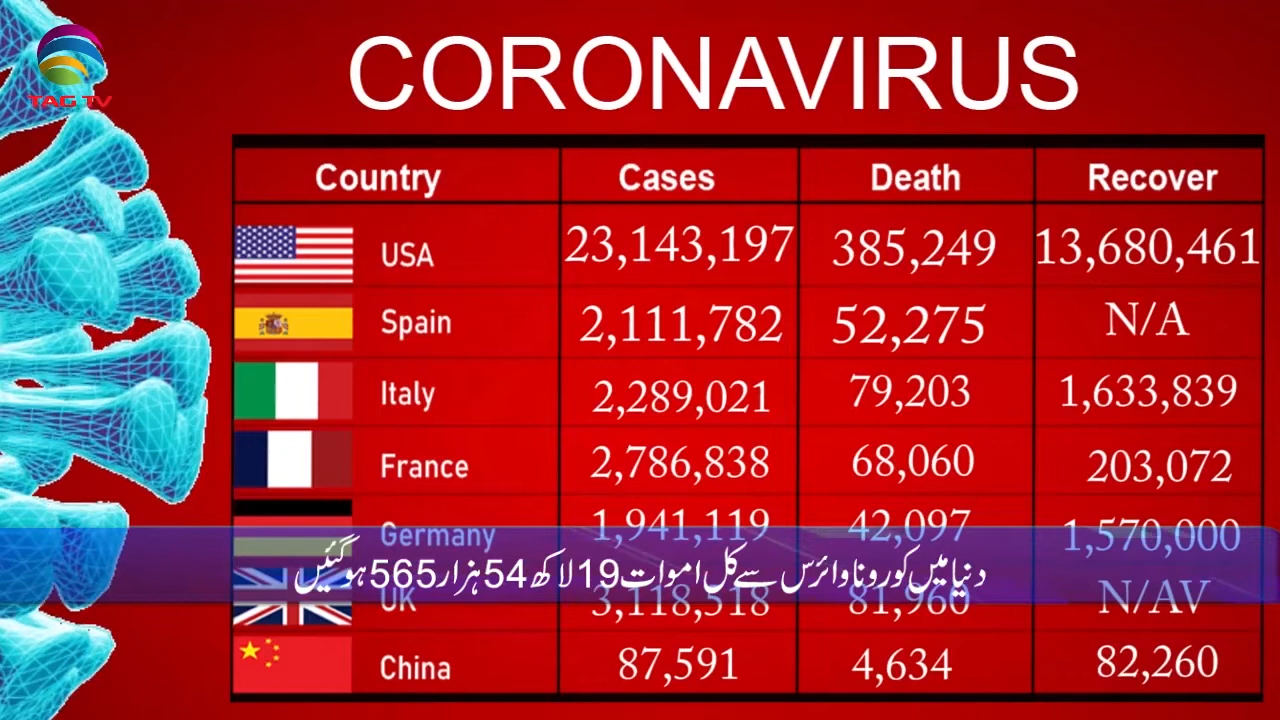 TAG TV
CORONAVIRUS
Country Cases Death Recover
USA 23,143,197 385,249 13,680,461
Spain 2,111,782 52,275 N/A
Italy 2,289,021 79,203 1,633,839
France 2,786,838 68,060 203,072
Germany 1,941,119 42,097 1,570,000
دنیا میں کورونا وائرس سے کل اموات 19 لاکھ 54 ہزار 565 ہو گئیں
UK 3,118,518 81,960 N/AV
China 87,591 4,634 82,260